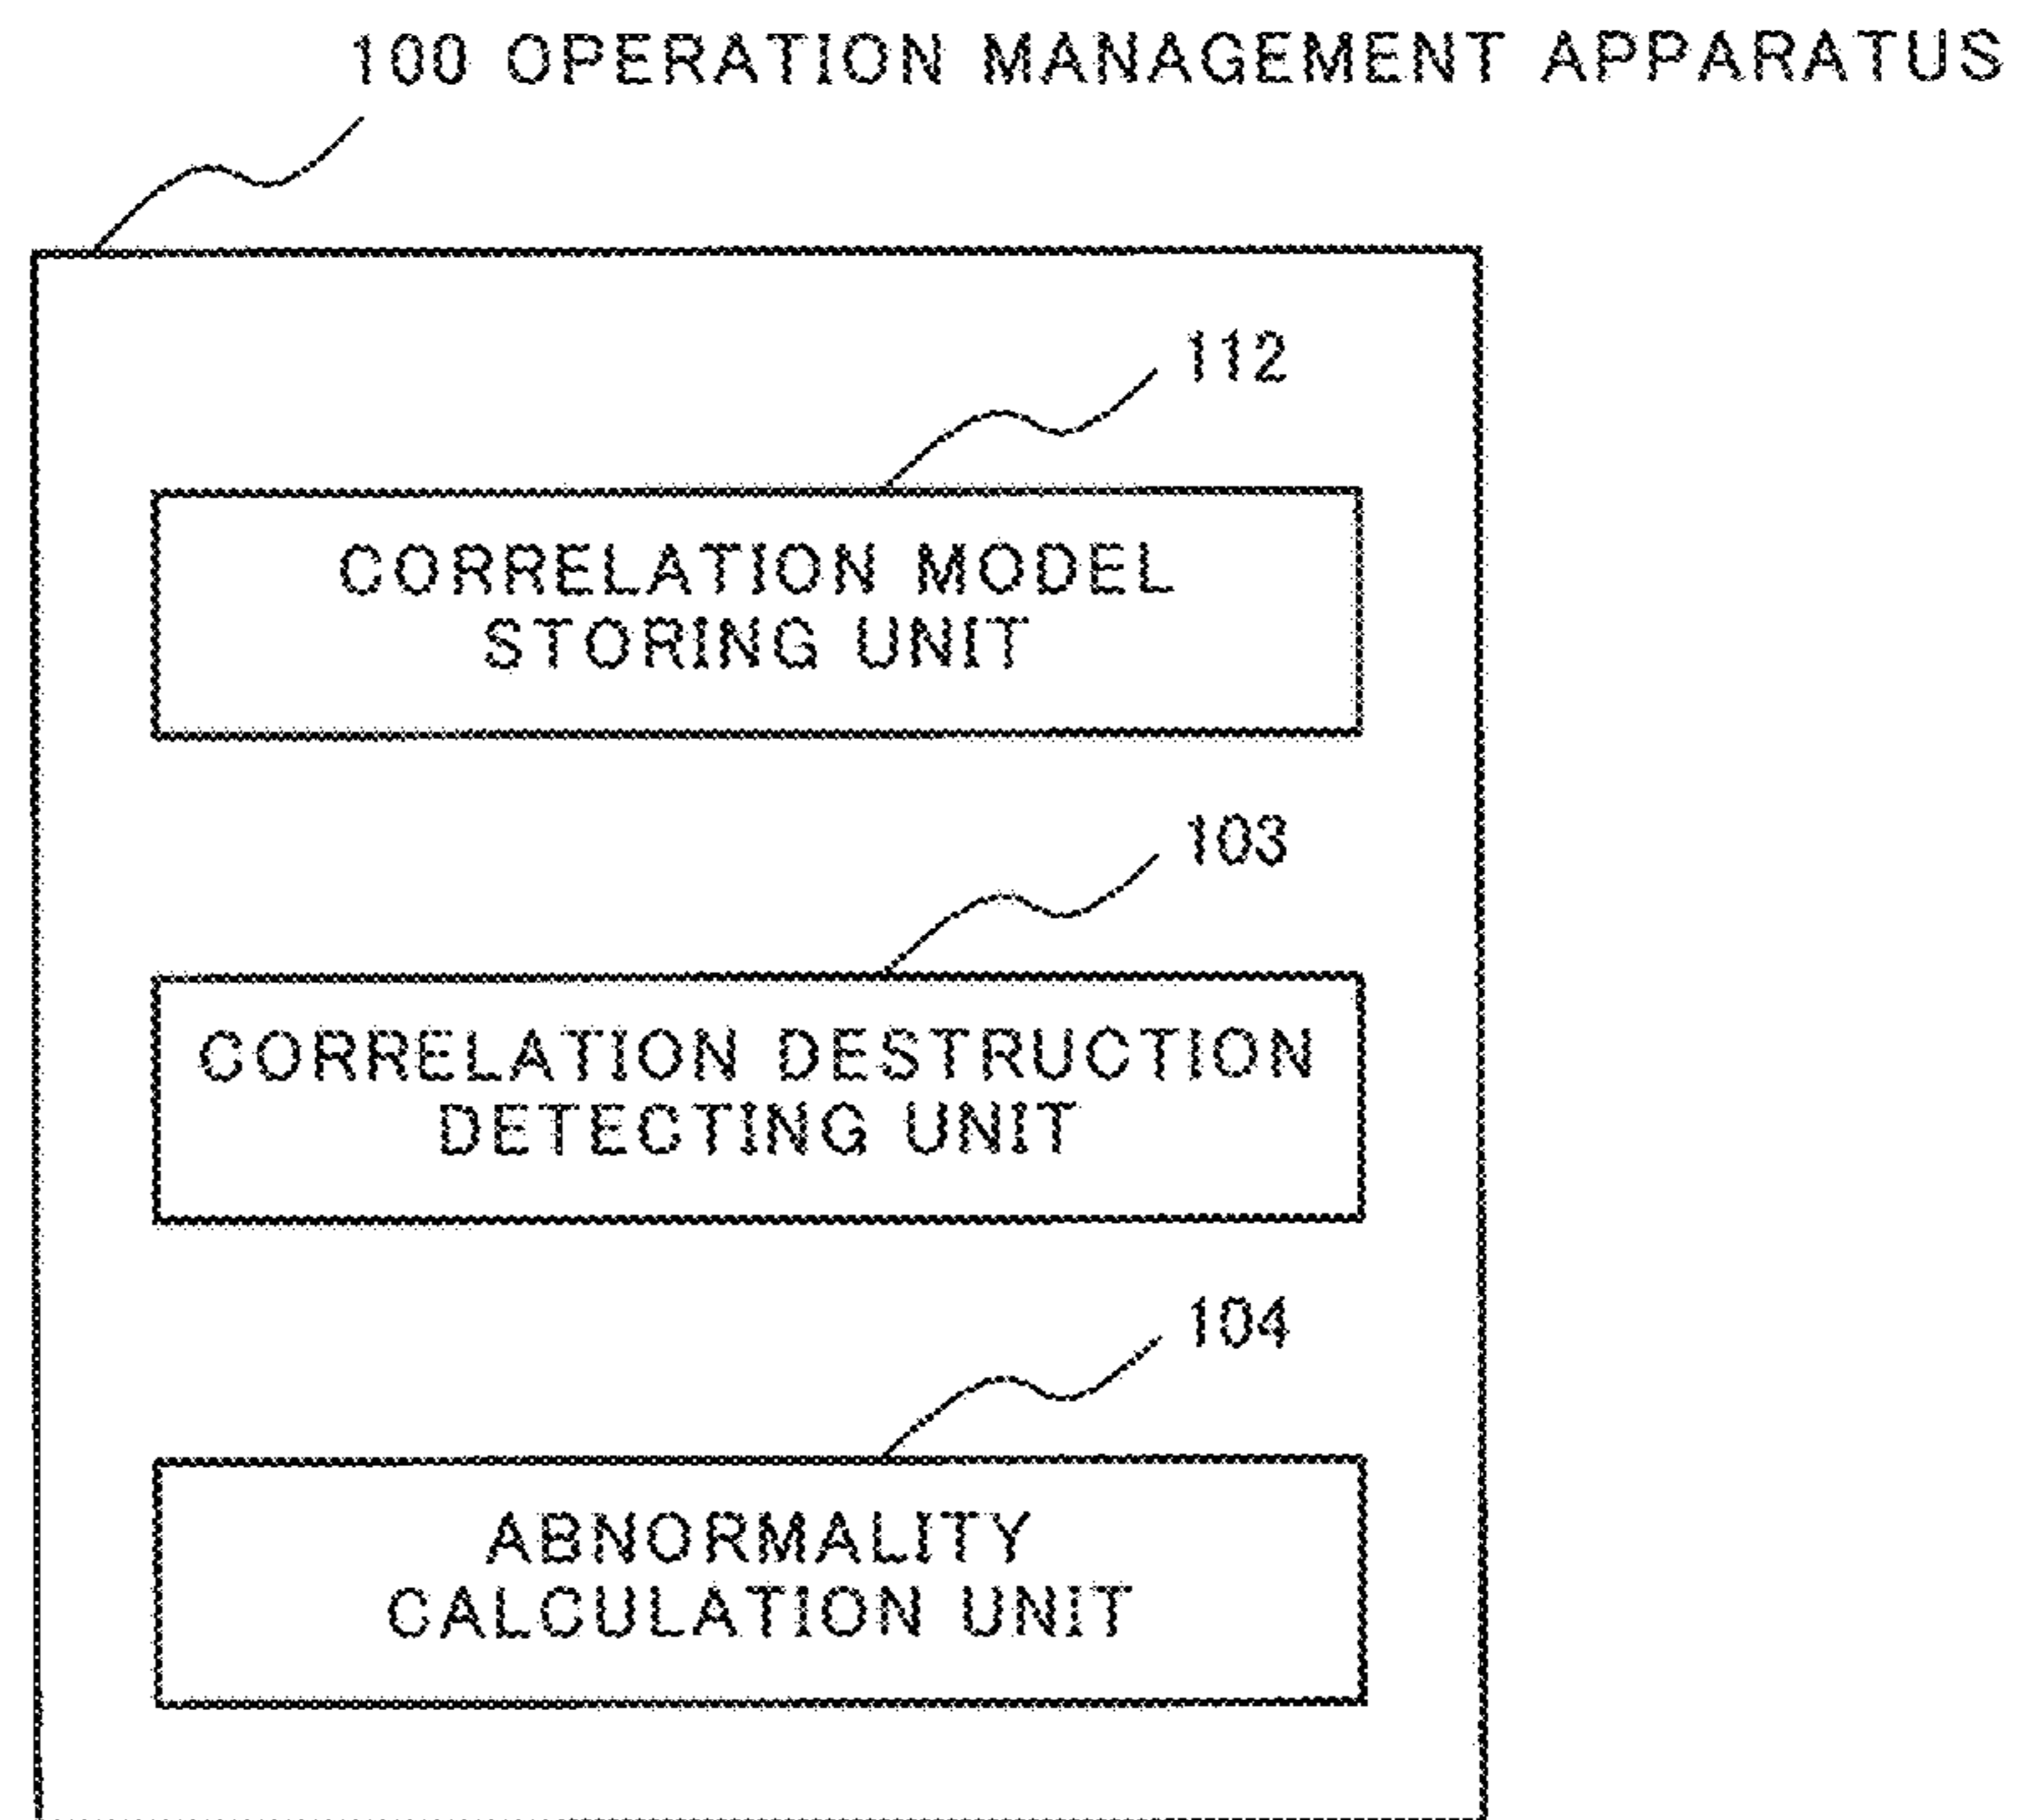 100 OPERATION MANAGEMENT APPARATUS
112
CORRELATION MODEL
STORING UNIT
103
CORRELATION DESTRUCTION
DETECTING UNIT
104
ABNORMALITY
CALCULATION UNIT